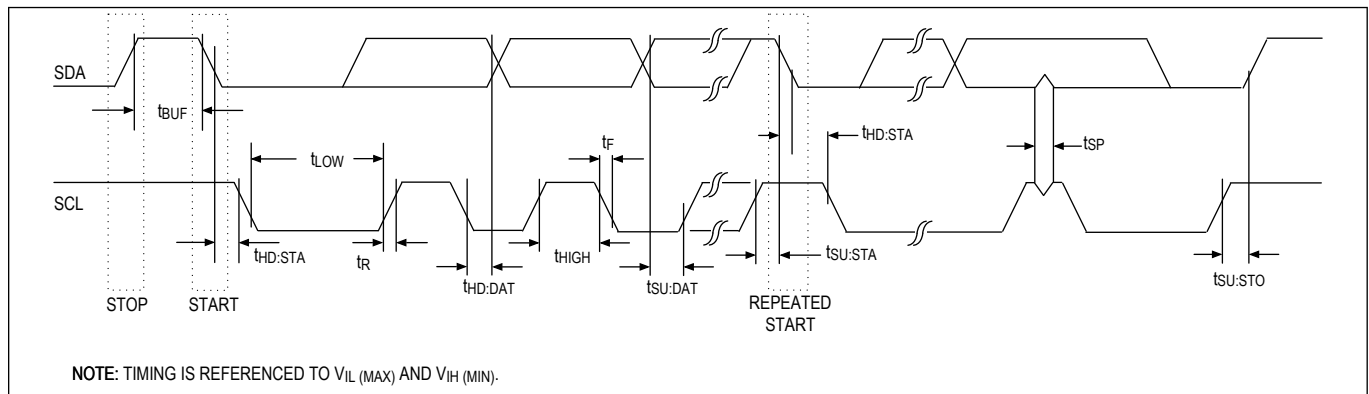 SDA
tBUF
tLOW
tF
tHD:STA
tSP
SCL
tHD:STA
tR
tHD:DAT
tHIGH
tSU:DAT
tSU:STA
tSU:STO
STOP
START
REPEATED
START
NOTE: TIMING IS REFERENCED TO VIL (MAX) AND VIH (MIN).